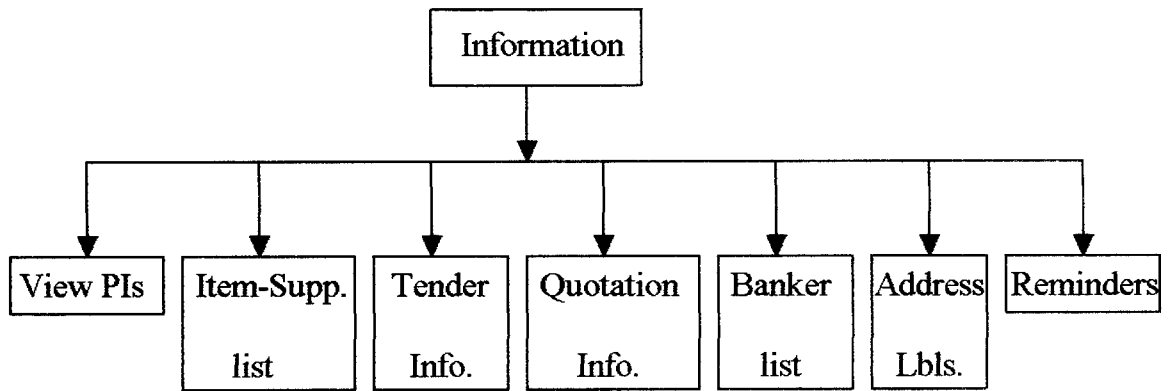 Information
View PIs
Item-Supp.
list
Tender
Info.
Quotation
Info.
Banker
list
Address
Lbls.
Reminders